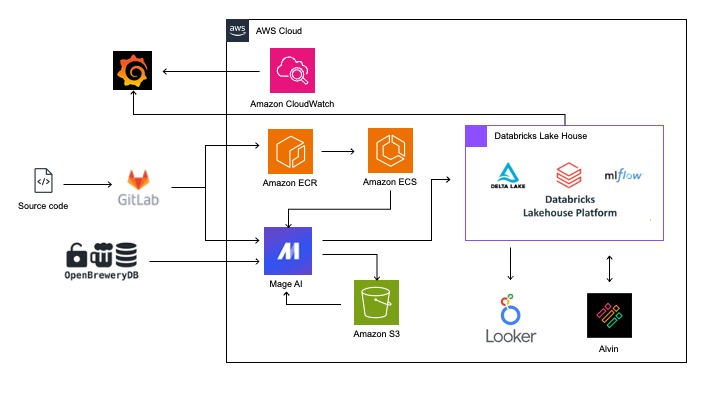 aws
AWS Cloud
Amazon CloudWatch
Databricks Lake House
Amazon ECR
Amazon ECS
DELTA LAKE
mlflow
Databricks
Lakehouse Platform
Source code
GitLab
OpenBreweryDB
Mage AI
Amazon S3
Looker
Alvin